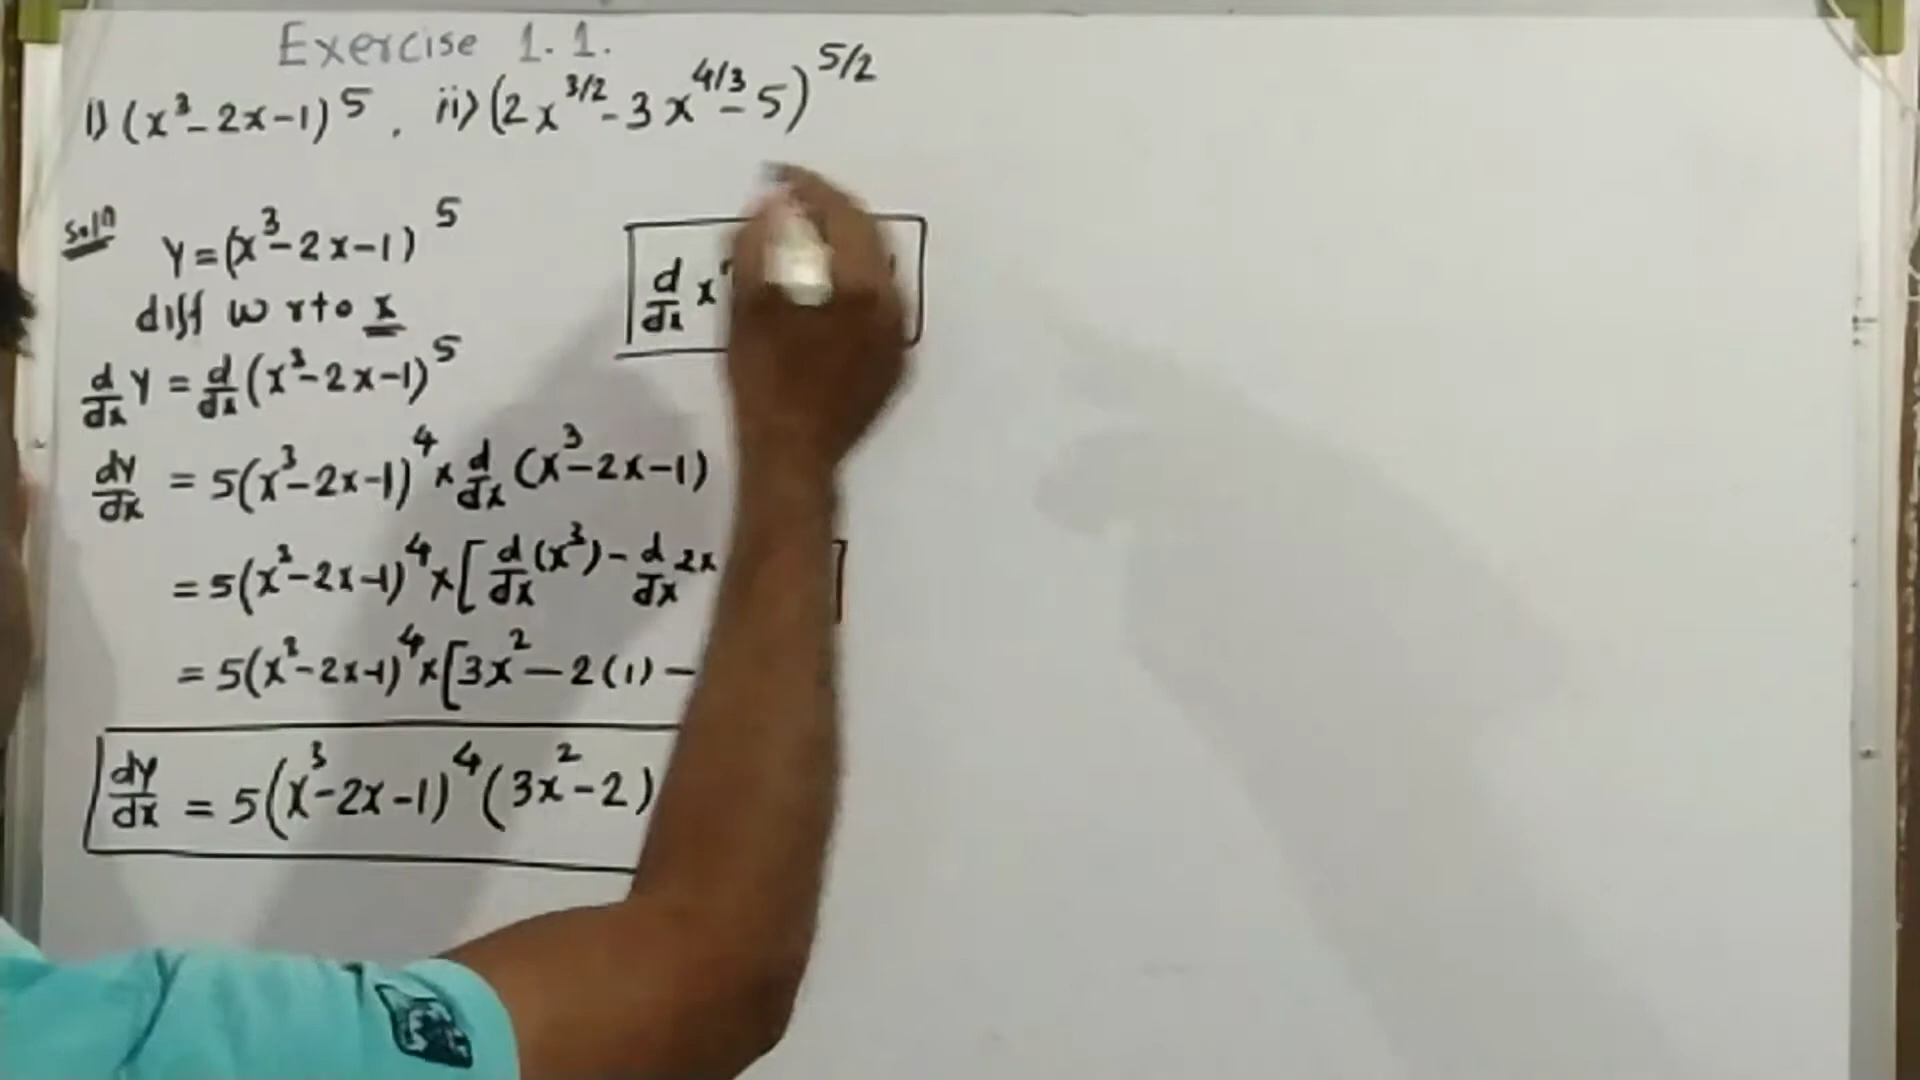 Exercise 1.1.
i) (x³-2x-1)⁵, ii) (2x^{3/2}-3x^{4/3}-5)^{5/2}
Soln
Y=(x³-2x-1)⁵
diff w r to x
d/dx Y = d/dx (x³-2x-1)⁵
dy/dx = 5(x³-2x-1)⁴ × d/dx (x³-2x-1)
= 5(x³-2x-1)⁴ × [d/dx (x³) - d/dx 2x ]
= 5(x³-2x-1)⁴ × [3x² - 2(1) -
dy/dx = 5(x³-2x-1)⁴ (3x²-2)
d/dx x